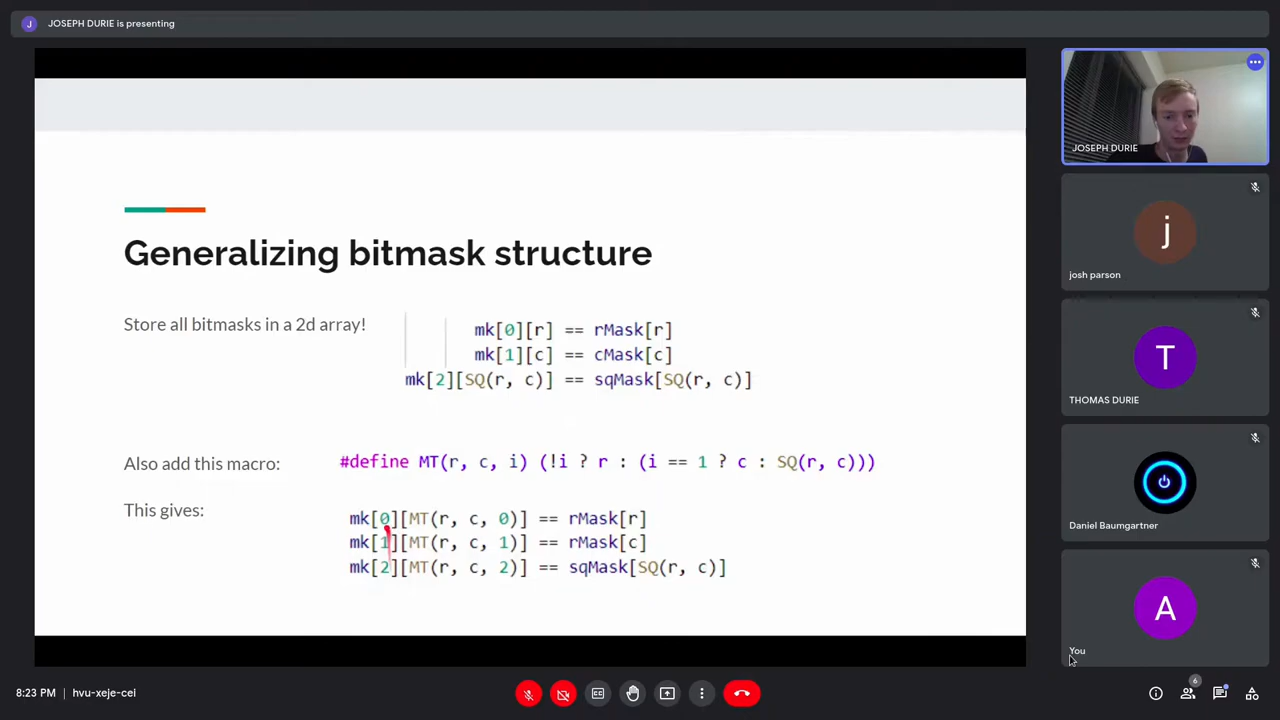 J JOSEPH DURIE is presenting
Generalizing bitmask structure
Store all bitmasks in a 2d array!
mk[0][r] == rMask[r]
mk[1][c] == cMask[c]
mk[2][SQ(r, c)] == sqMask[SQ(r, c)]
Also add this macro:
#define MT(r, c, i) (!i ? r : (i == 1 ? c : SQ(r, c)))
This gives:
mk[0][MT(r, c, 0)] == rMask[r]
mk[1][MT(r, c, 1)] == rMask[c]
mk[2][MT(r, c, 2)] == sqMask[SQ(r, c)]
JOSEPH DURIE
j
josh parson
T
THOMAS DURIE
Daniel Baumgartner
A
You
8:23 PM | hvu-xeje-cei
CC
6